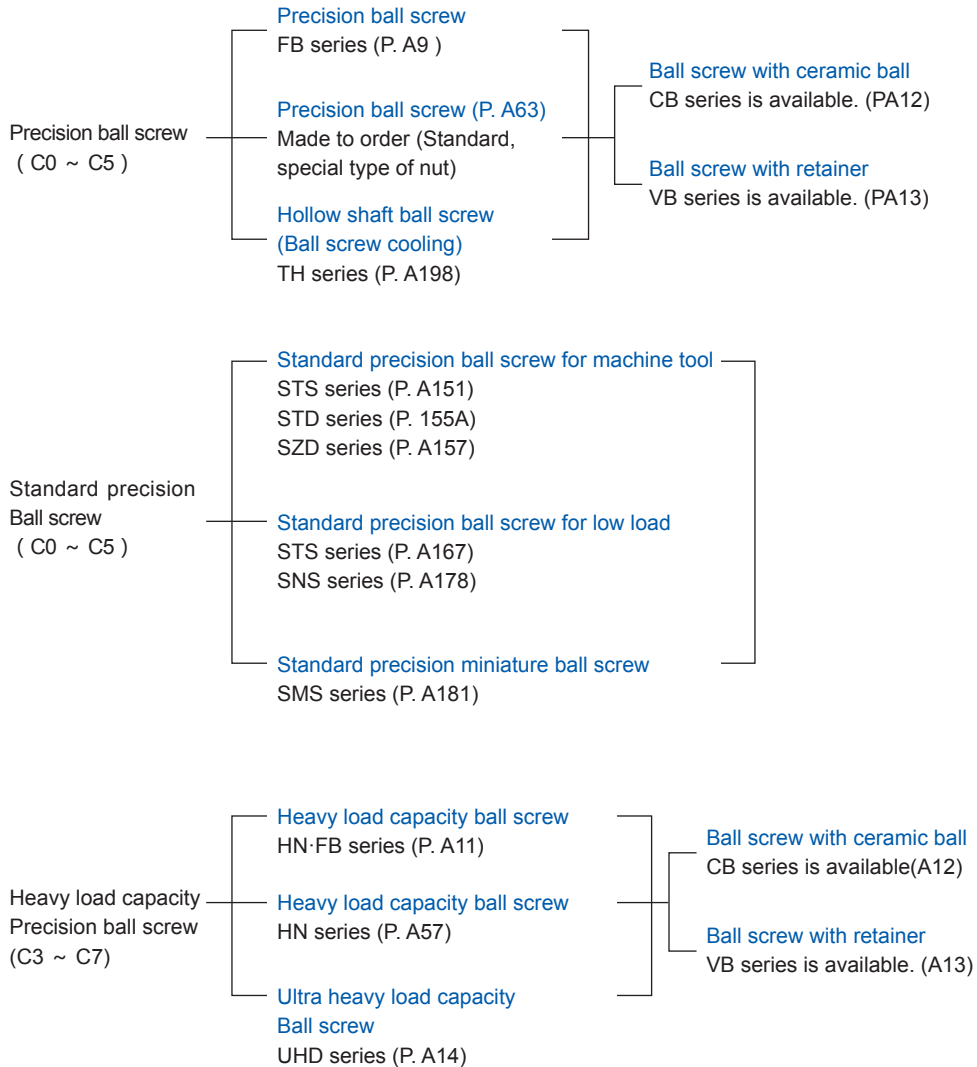 Precision ball screw
( C0 ~ C5 )
Precision ball screw
FB series (P. A9 )
Precision ball screw (P. A63)
Made to order (Standard,
special type of nut)
Hollow shaft ball screw
(Ball screw cooling)
TH series (P. A198)
Ball screw with ceramic ball
CB series is available. (PA12)
Ball screw with retainer
VB series is available. (PA13)
Standard precision
Ball screw
( C0 ~ C5 )
Standard precision ball screw for machine tool
STS series (P. A151)
STD series (P. 155A)
SZD series (P. A157)
Standard precision ball screw for low load
STS series (P. A167)
SNS series (P. A178)
Standard precision miniature ball screw
SMS series (P. A181)
Heavy load capacity
Precision ball screw
(C3 ~ C7)
Heavy load capacity ball screw
HN·FB series (P. A11)
Heavy load capacity ball screw
HN series (P. A57)
Ultra heavy load capacity
Ball screw
UHD series (P. A14)
Ball screw with ceramic ball
CB series is available(A12)
Ball screw with retainer
VB series is available. (A13)